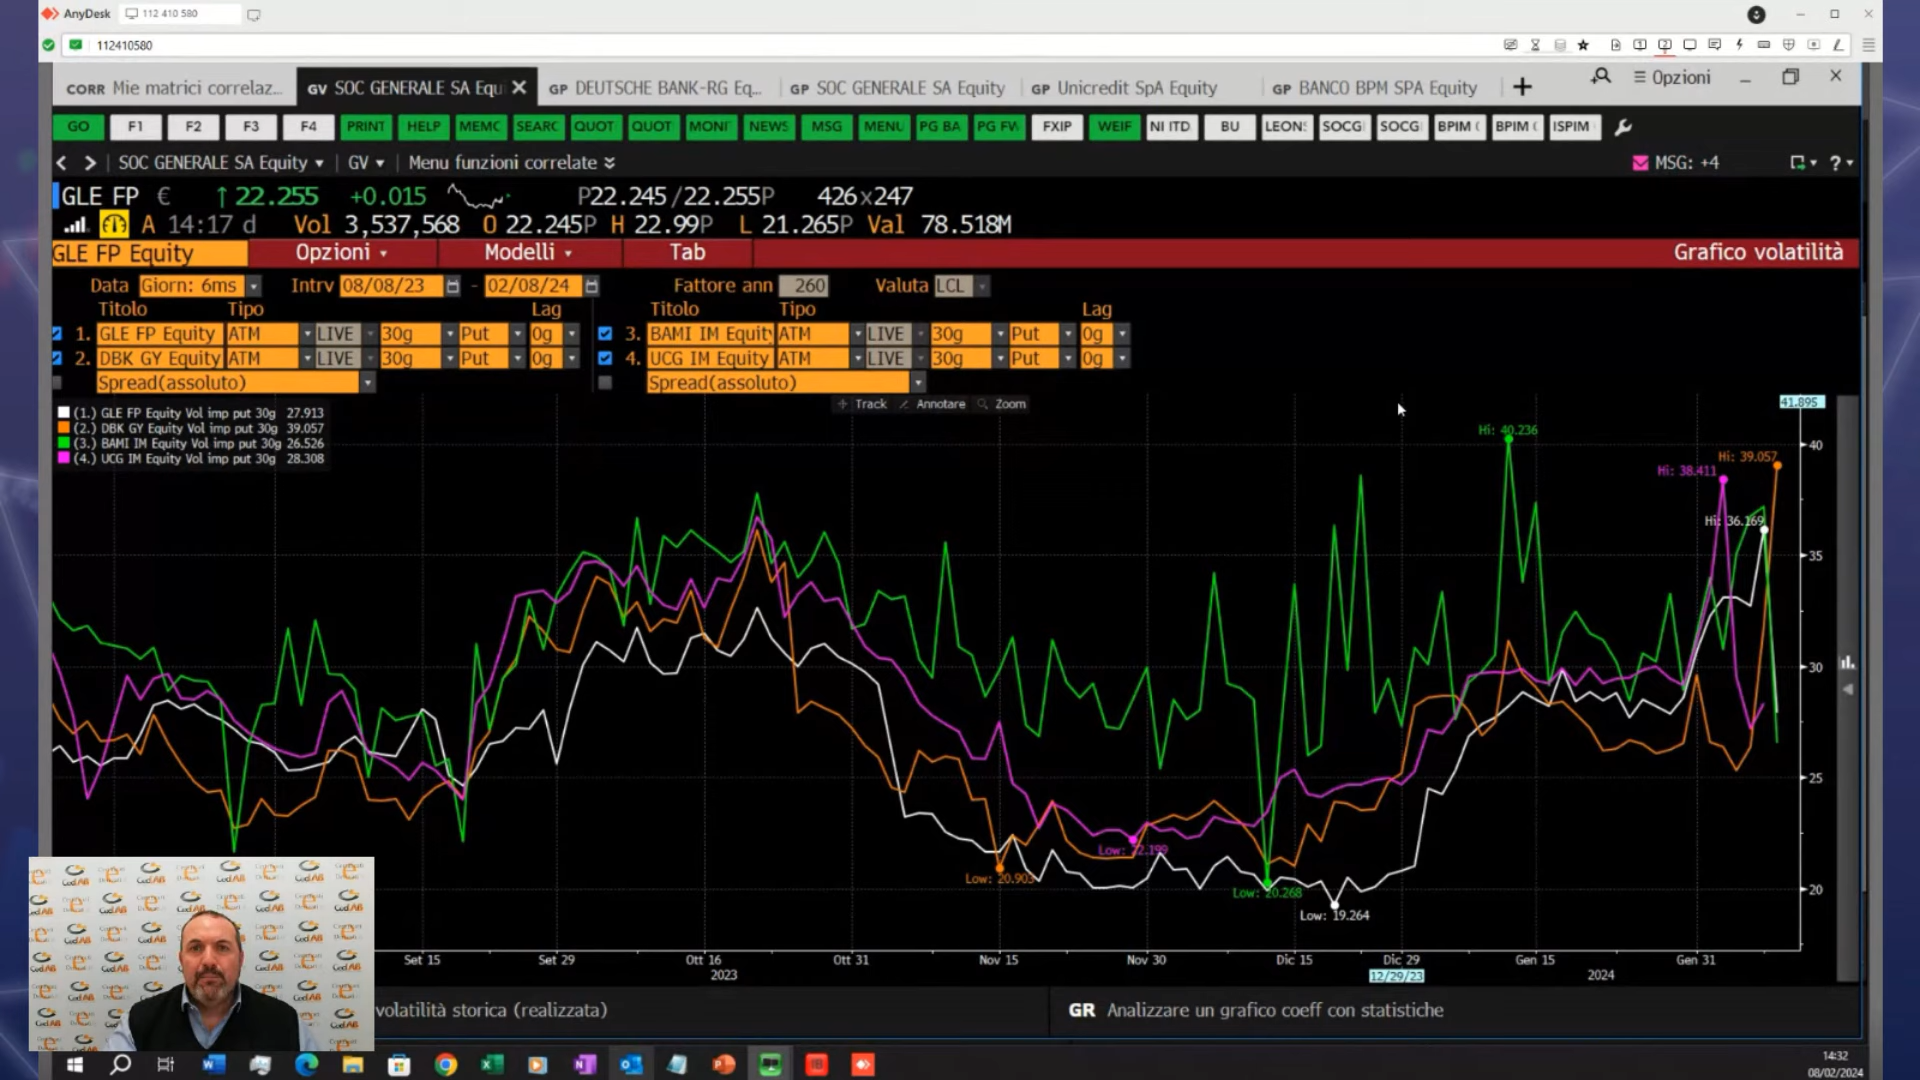 AnyDesk 112 410 580
112410580
CORR Mie matrici correlaz... GV SOC GENERALE SA Equ GP DEUTSCHE BANK-RG Eq... GP SOC GENERALE SA Equity GP Unicredit SpA Equity GP BANCO BPM SPA Equity Opzioni
GO F1 F2 F3 F4 PRINT HELP MEMC SEARC QUOT QUOT MONI NEWS MSG MENU PG BA PG FW FXIP WEIF NI ITD BU LEON SOCG SOCG BPIM BPIM ISPIM
SOC GENERALE SA Equity GV Menu funzioni correlate MSG: +4 ?
GLE FP € ↑22.255 +0.015 P22.245/22.255P 426x247
A 14:17 d Vol 3,537,568 O 22.245P H 22.99P L 21.265P Val 78.518M
GLE FP Equity Opzioni Modelli Tab Grafico volatilità
Data Giorn: 6ms Intrv 08/08/23 - 02/08/24 Fattore ann 260 Valuta LCL
Titolo Tipo Lag Titolo Tipo Lag
1. GLE FP Equity ATM LIVE 30g Put 0g 3. BAMI IM Equity ATM LIVE 30g Put 0g
2. DBK GY Equity ATM LIVE 30g Put 0g 4. UCG IM Equity ATM LIVE 30g Put 0g
Spread(assoluto) Spread(assoluto)
Track Annotare Zoom
(1.) GLE FP Equity Vol imp put 30g 27.913
(2.) DBK GY Equity Vol imp put 30g 39.057
(3.) BAMI IM Equity Vol imp put 30g 26.526
(4.) UCG IM Equity Vol imp put 30g 28.308
41.895
Hi: 40.236
40
Hi: 39.057
Hi: 38.411
Hi: 36.169
35
30
25
Low: 22.199
Low: 20.903
Low: 20.268
20
Low: 19.264
Set 15 Set 29 Ott 16 Ott 31 Nov 15 Nov 30 Dic 15 Dic 29 Gen 15 Gen 31
2023 12/29/23 2024
volatilità storica (realizzata) GR Analizzare un grafico coeff con statistiche
14:32
08/02/2024